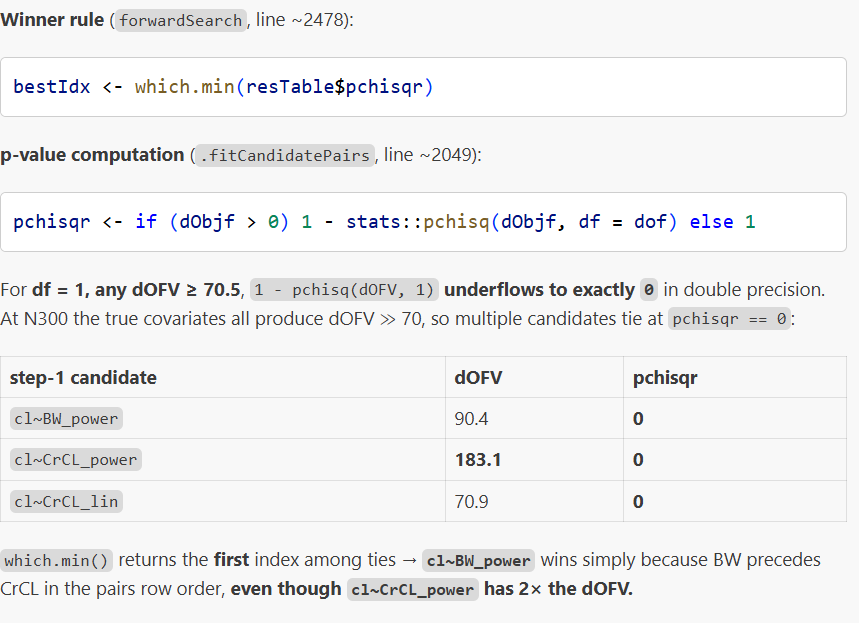 Winner rule (forwardSearch, line ~2478):
bestIdx <- which.min(resTable$pchisqr)
p-value computation (.fitCandidatePairs, line ~2049):
pchisqr <- if (dObjf > 0) 1 - stats::pchisq(dObjf, df = dof) else 1
For df = 1, any dOFV ≥ 70.5, 1 - pchisq(dOFV, 1) underflows to exactly 0 in double precision.
At N300 the true covariates all produce dOFV ≫ 70, so multiple candidates tie at pchisqr == 0:
step-1 candidate dOFV pchisqr
cl~BW_power 90.4 0
cl~CrCL_power 183.1 0
cl~CrCL_lin 70.9 0
which.min() returns the first index among ties → cl~BW_power wins simply because BW precedes
CrCL in the pairs row order, even though cl~CrCL_power has 2× the dOFV.